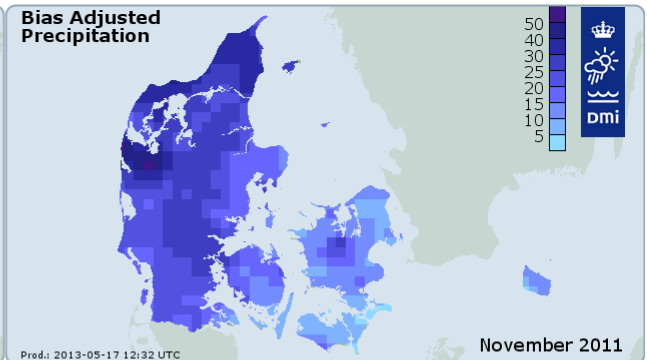 Bias Adjusted
Precipitation
50
40
30
25
20
15
10
5
DMI
November 2011
Prod.: 2013-05-17 12:32 UTC